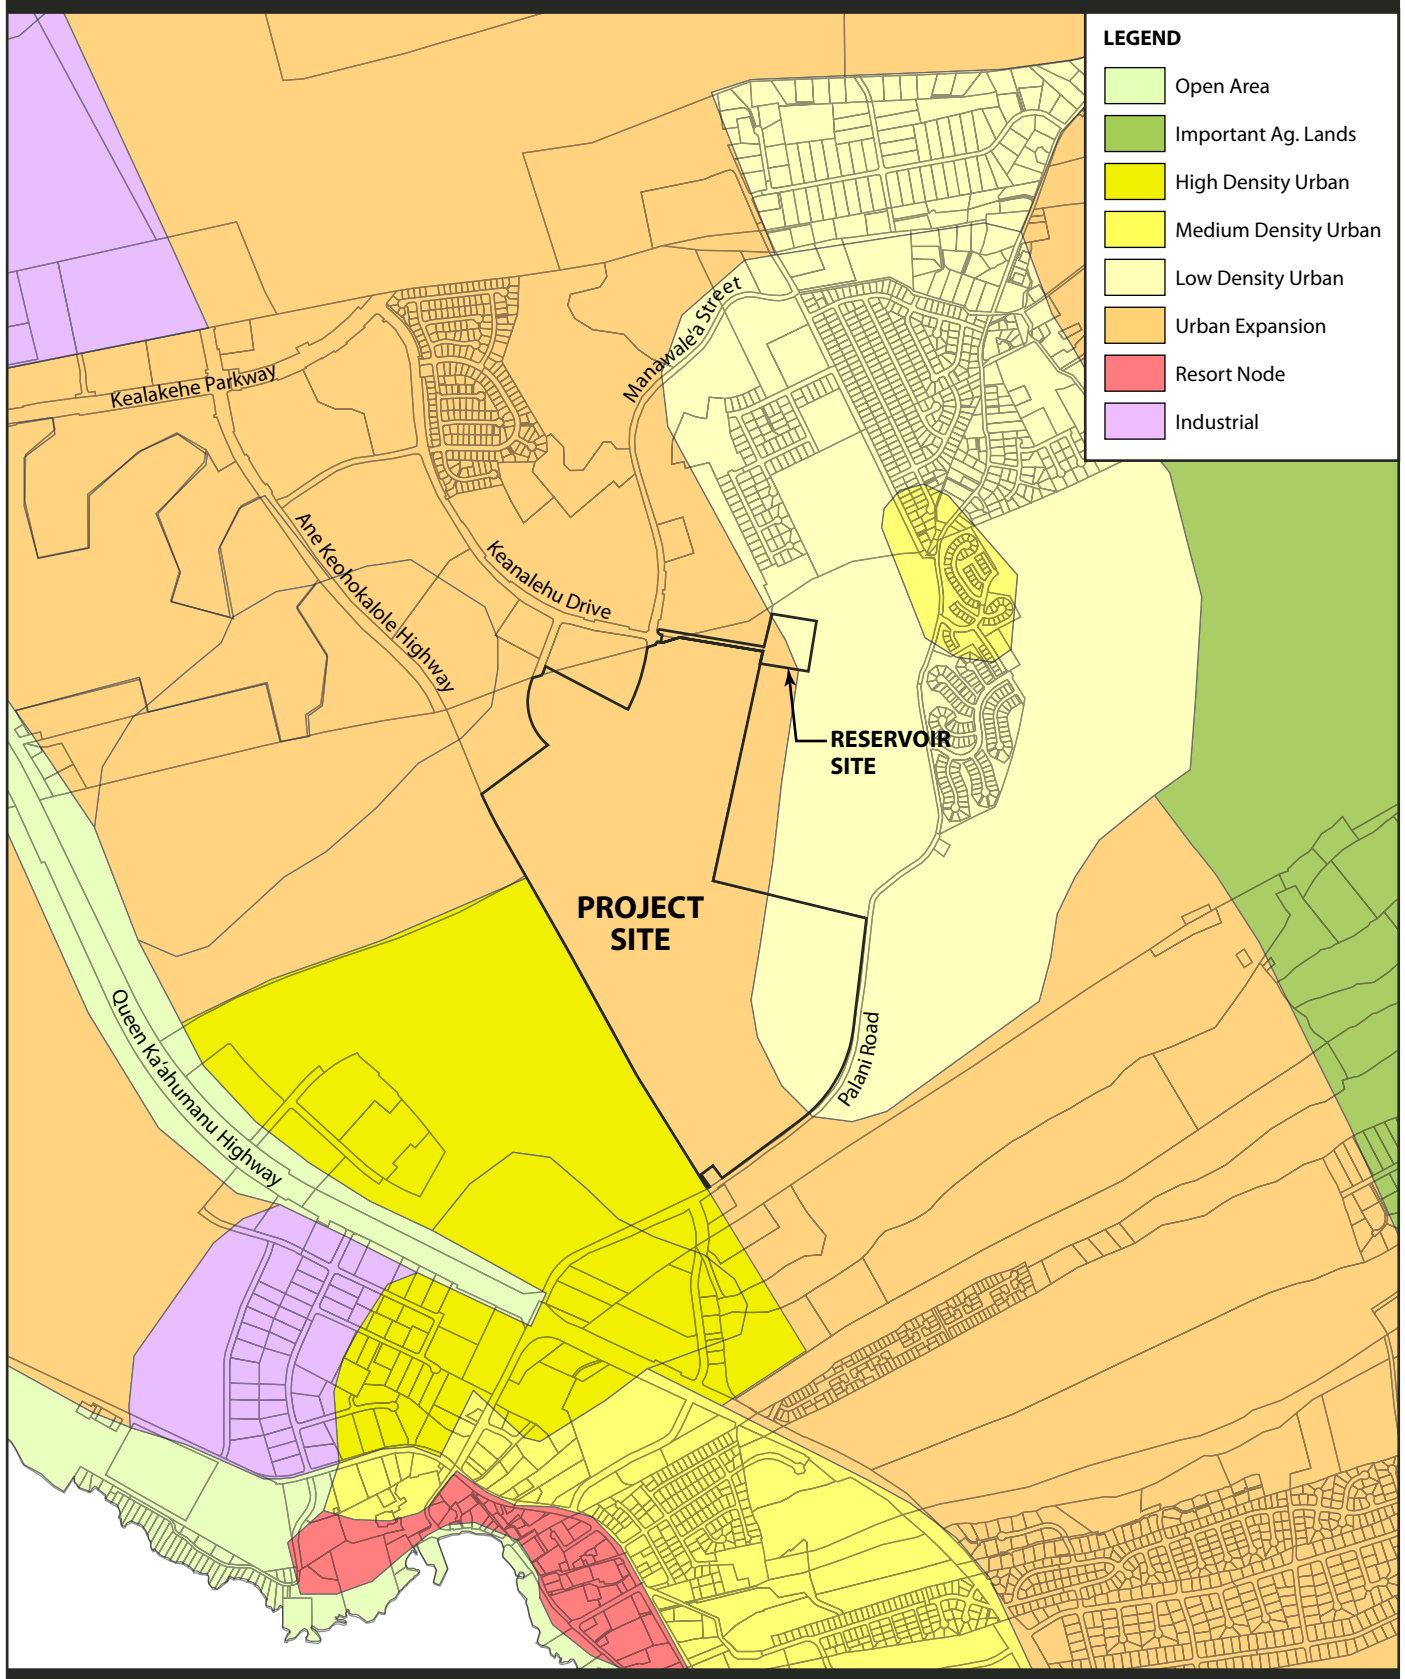 LEGEND
Open Area
Important Ag. Lands
High Density Urban
Medium Density Urban
Low Density Urban
Urban Expansion
Resort Node
Industrial
Manawale'a Street
Kealakehe Parkway
Ane Keohokalole Highway
Keanalehu Drive
RESERVOIR
SITE
PROJECT
SITE
Queen Ka'ahumanu Highway
Palani Road